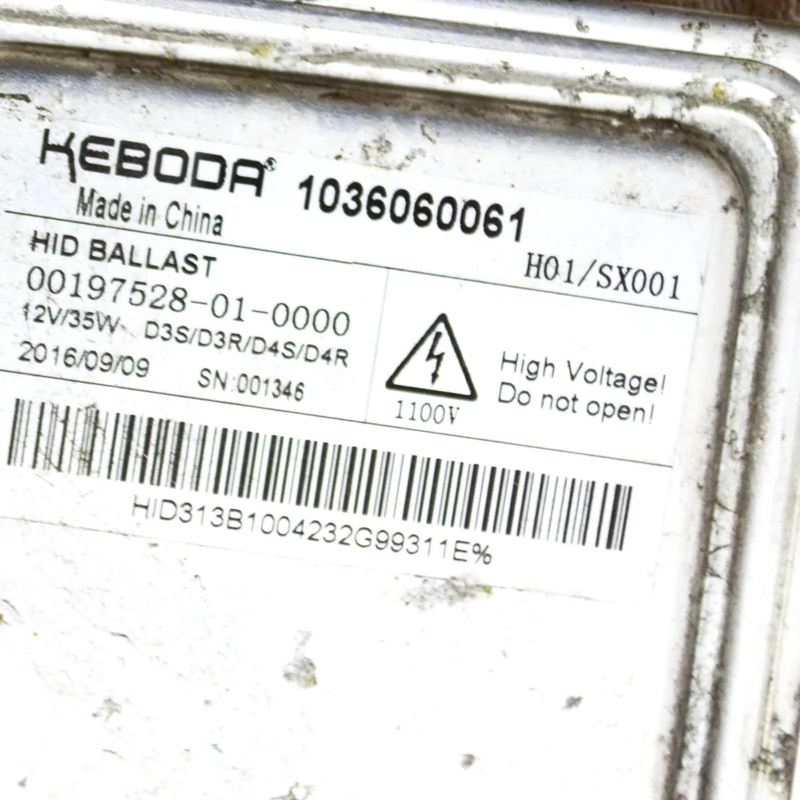 KEBODA® 1036060061
Made in China
H01/SX001
HID BALLAST
00197528-01-0000
12V/35W D3S/D3R/D4S/D4R
2016/09/09 SN:001346
1100V
High Voltage!
Do not open!
HID313B1004232G99311E%